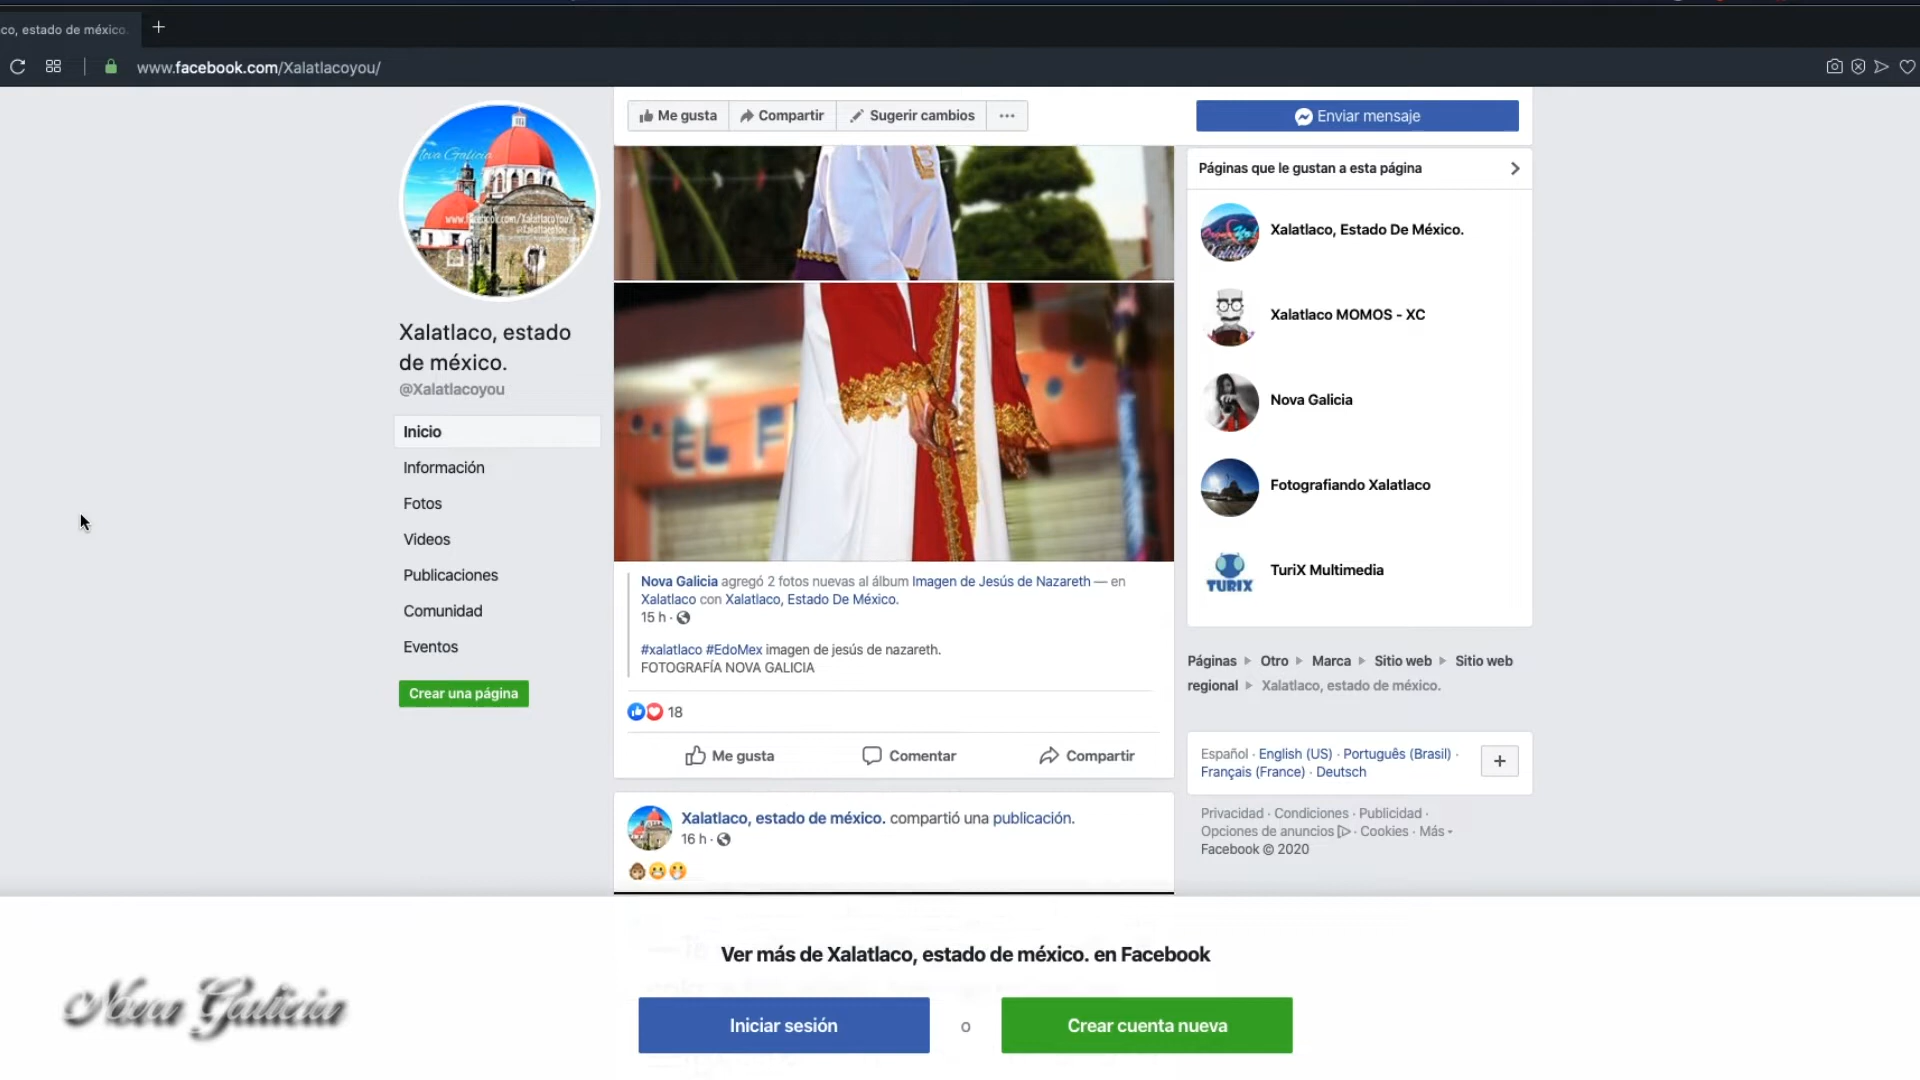 co, estado de méxico.
www.facebook.com/Xalatlacoyou/
Nova Galicia
Xalatlaco, estado
de méxico.
@Xalatlacoyou
Inicio
Información
Fotos
Videos
Publicaciones
Comunidad
Eventos
Crear una página
Me gusta
Compartir
Sugerir cambios
Enviar mensaje
EL F
Nova Galicia agregó 2 fotos nuevas al álbum Imagen de Jesús de Nazareth — en
Xalatlaco con Xalatlaco, Estado De México.
15 h ·
#xalatlaco #EdoMex imagen de jesús de nazareth.
FOTOGRAFÍA NOVA GALICIA
18
Me gusta
Comentar
Compartir
Xalatlaco, estado de méxico. compartió una publicación.
16 h ·
Páginas que le gustan a esta página
Xalatlaco, Estado De México.
Xalatlaco MOMOS - XC
Nova Galicia
Fotografiando Xalatlaco
TURIX
TuriX Multimedia
Páginas Otro Marca Sitio web Sitio web
regional Xalatlaco, estado de méxico.
Español · English (US) · Português (Brasil) ·
Français (France) · Deutsch
Privacidad · Condiciones · Publicidad ·
Opciones de anuncios · Cookies · Más
Facebook © 2020
Ver más de Xalatlaco, estado de méxico. en Facebook
Iniciar sesión
o
Crear cuenta nueva
Nova Galicia